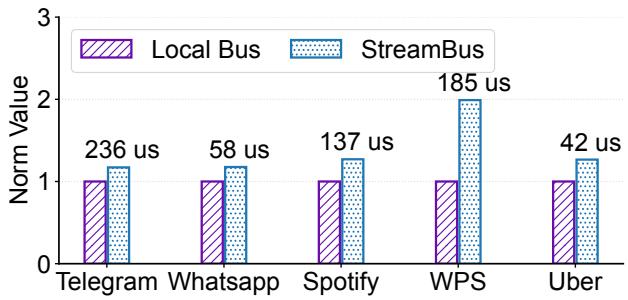 3
Local Bus StreamBus
185 us
2
Norm Value
236 us 58 us 137 us 42 us
1
0
Telegram Whatsapp Spotify WPS Uber